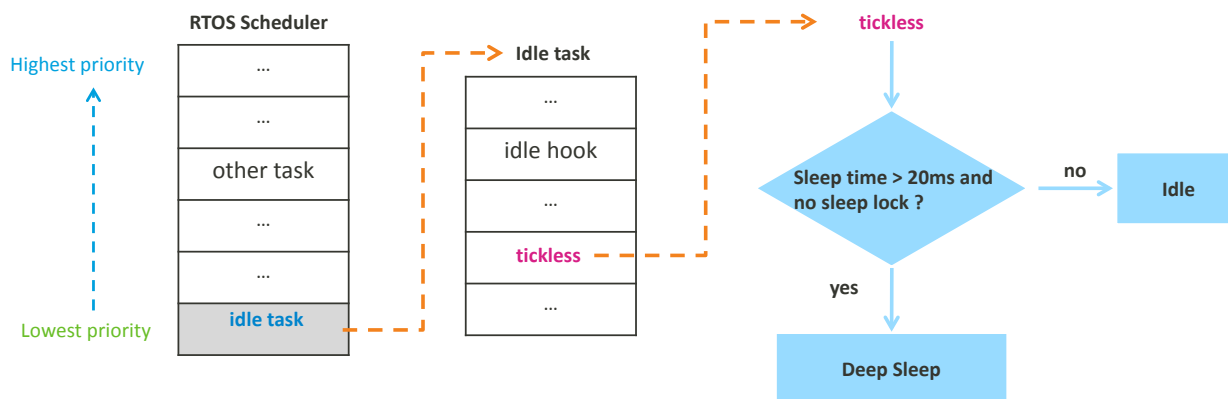 RTOS Scheduler
Highest priority
Lowest priority
...
...
other task
...
...
idle task
Idle task
...
idle hook
...
tickless
...
tickless
Sleep time > 20ms and
no sleep lock ?
no
Idle
yes
Deep Sleep